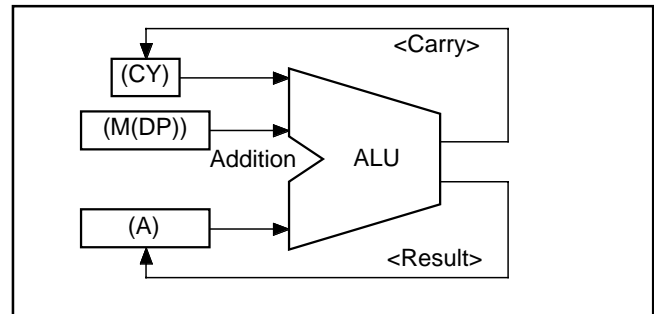 <Carry>
(CY)
(M(DP))
Addition
ALU
(A)
<Result>